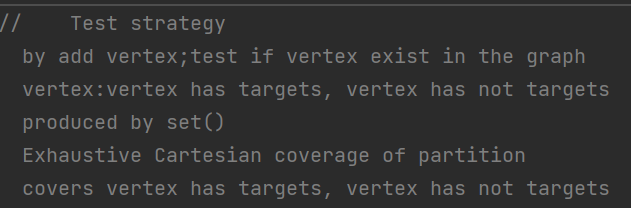 //    Test strategy
by add vertex;test if vertex exist in the graph
vertex:vertex has targets, vertex has not targets
produced by set()
Exhaustive Cartesian coverage of partition
covers vertex has targets, vertex has not targets